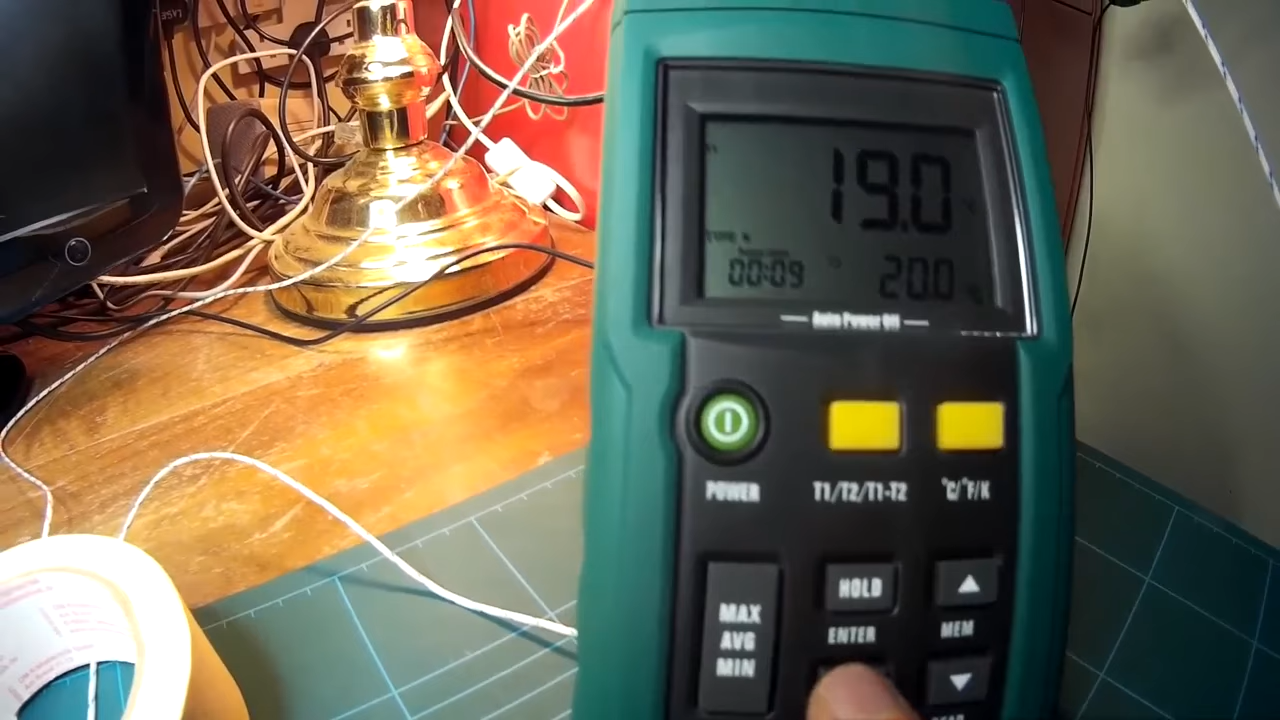 19.0
TYPE K
00:09 20.0
Auto Power Off
POWER
T1/T2/T1-T2
°C/°F/K
MAX
AVG
MIN
HOLD
ENTER
MEM